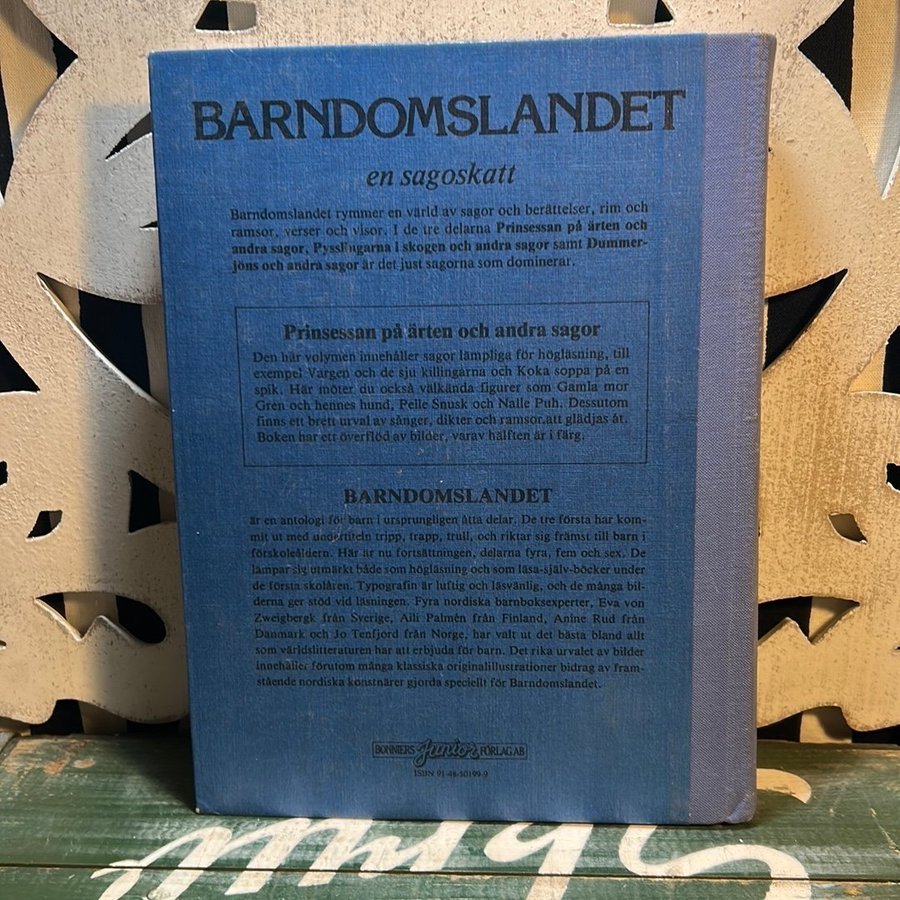 BARNDOMSLANDET
en sagoskatt
Barndomslandet rymmer en värld av sagor och berättelser, rim och
ramsor, verser och visor. I de tre delarna Prinsessan på ärten och
andra sagor, Pysslingarna i skogen och andra sagor samt Dummer-
jöns och andra sagor är det just sagorna som dominerar.
Prinsessan på ärten och andra sagor
Den här volymen innehåller sagor lämpliga för högläsning, till
exempel Vargen och de sju killingarna och Koka soppa på en
spik. Här möter du också välkända figurer som Gamla mor
Gren och hennes hund, Pelle Snusk och Nalle Puh. Dessutom
finns ett brett urval av sånger, dikter och ramsor att glädjas åt.
Boken har ett överflöd av bilder, varav hälften är i färg.
BARNDOMSLANDET
är en antologi för barn i ursprungligen åtta delar. De tre första har kom-
mit ut med undertiteln tripp, trapp, trull, och riktar sig främst till barn i
förskoleåldern. Här är nu fortsättningen, delarna fyra, fem och sex. De
lämpar sig utmärkt både som högläsning och som läsa-själv-böcker under
de första skolåren. Typografin är luftig och läsvänlig, och de många bil-
derna ger stöd vid läsningen. Fyra nordiska barnboksexperter, Eva von
Zweigbergk från Sverige, Aili Palmén från Finland, Anine Rud från
Danmark och Jo Tenfjord från Norge, har valt ut det bästa bland allt
som världslitteraturen har att erbjuda för barn. Det rika urvalet av bilder
innehåller förutom många klassiska originalillustrationer bidrag av fram-
stående nordiska konstnärer gjorda speciellt för Barndomslandet.
BONNIERS Junior FÖRLAG AB
ISBN 91-48-50199-9